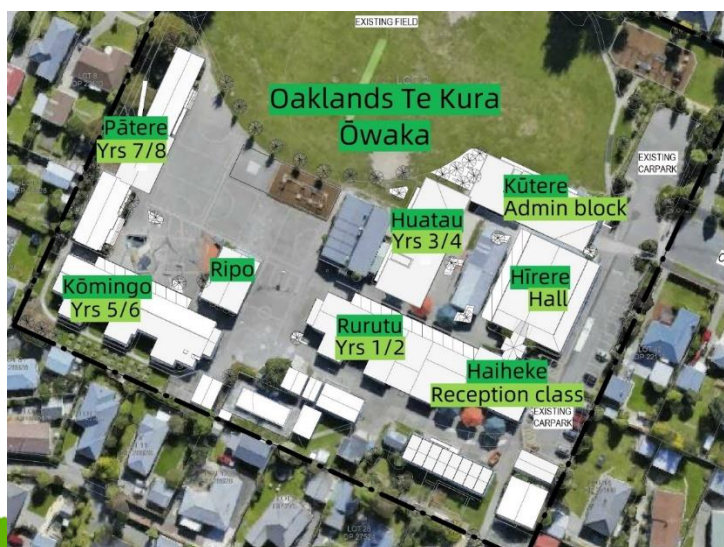 EXISTING FIELD
Oaklands Te Kura
Ōwaka
Pātere
Yrs 7/8
EXISTING
CARPARK
Kūtere
Admin block
Huatau
Yrs 3/4
Ripo
Hīrere
Hall
Kōmingo
Yrs 5/6
Rurutu
Yrs 1/2
Haiheke
Reception class
EXISTING
CARPARK